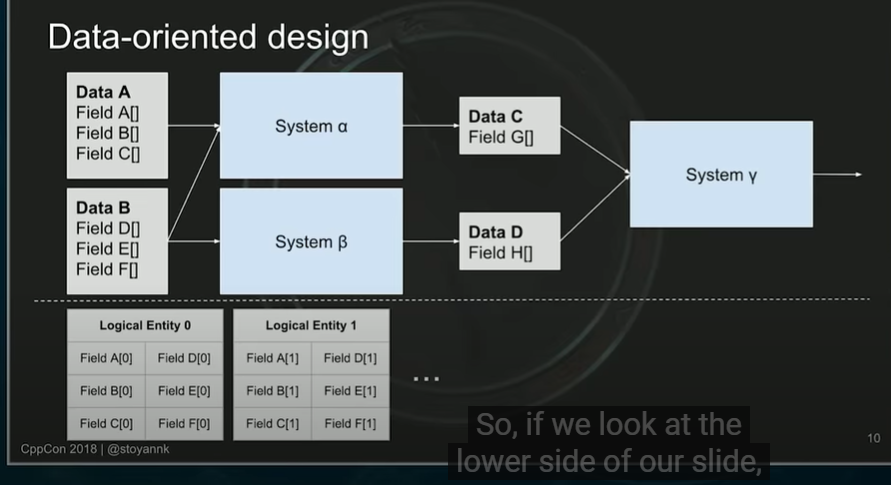 Data-oriented design
Data A
Field A[]
Field B[]
Field C[]
System α
Data B
Field D[]
Field E[]
Field F[]
System β
Data C
Field G[]
Data D
Field H[]
System γ
Logical Entity 0
Field A[0] Field D[0]
Field B[0] Field E[0]
Field C[0] Field F[0]
Logical Entity 1
Field A[1] Field D[1]
Field B[1] Field E[1]
Field C[1] Field F[1]
...
So, if we look at the
lower side of our slide,
CppCon 2018 | @stoyannk
10